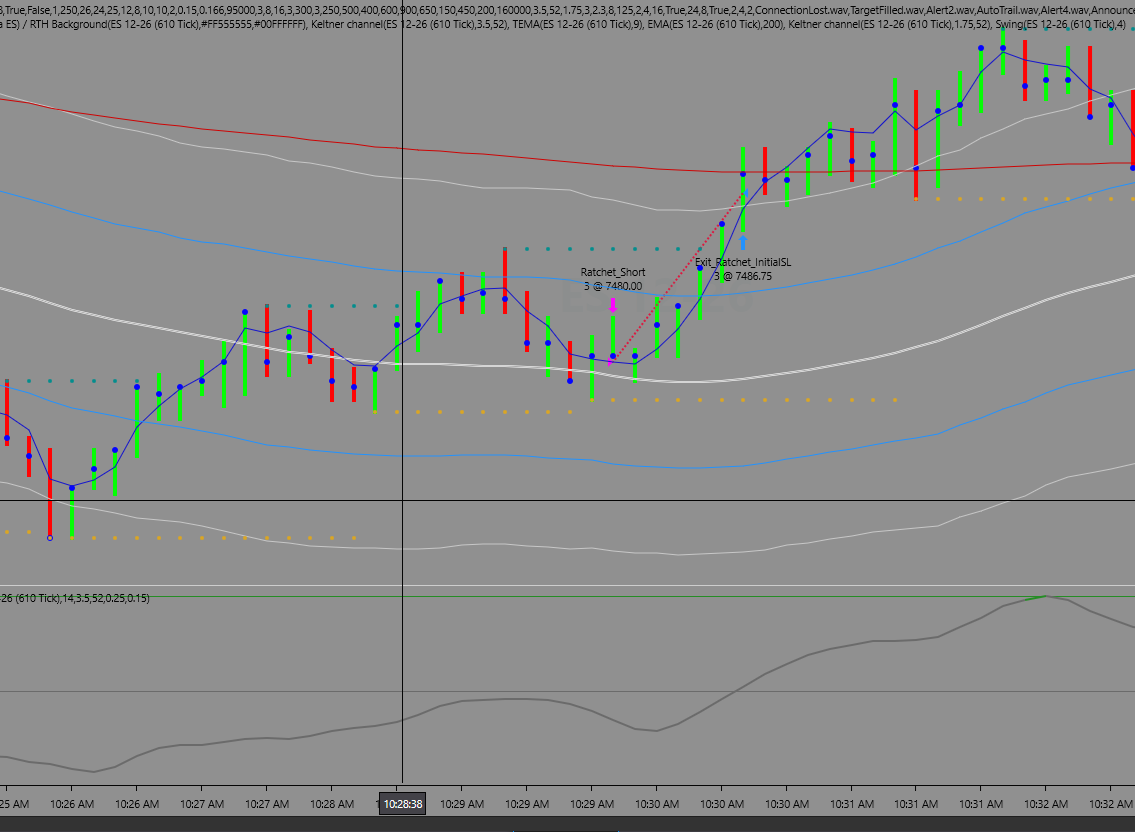 3,True,False,1,250,26,24,25,12,8,10,10,2,0.15,0.166,95000,3,8,16,3,300,3,250,500,400,600,900,650,150,450,200,160000,3.5,52,1.75,3,2,3,8,125,2,4,16,True,24,8,True,2,4,2,ConnectionLost.wav,TargetFilled.wav,Alert2.wav,AutoTrail.wav,Alert4.wav,Announce
a ES) / RTH Background(ES 12-26 (610 Tick),#FF555555,#00FFFFFF), Keltner channel(ES 12-26 (610 Tick),3.5,52), TEMA(ES 12-26 (610 Tick),9), EMA(ES 12-26 (610 Tick),200), Keltner channel(ES 12-26 (610 Tick),1.75,52), Swing(ES 12-26 (610 Tick),4)
Exit_Ratchet_InitialSL
3 @ 7486.75
Ratchet_Short
3 @ 7480.00
-26 (610 Tick),14,3.5,52,0.25,0.15)
:25 AM 10:26 AM 10:26 AM 10:27 AM 10:27 AM 10:28 AM 10:28:38 10:29 AM 10:29 AM 10:29 AM 10:30 AM 10:30 AM 10:30 AM 10:31 AM 10:31 AM 10:31 AM 10:32 AM 10:32 AM